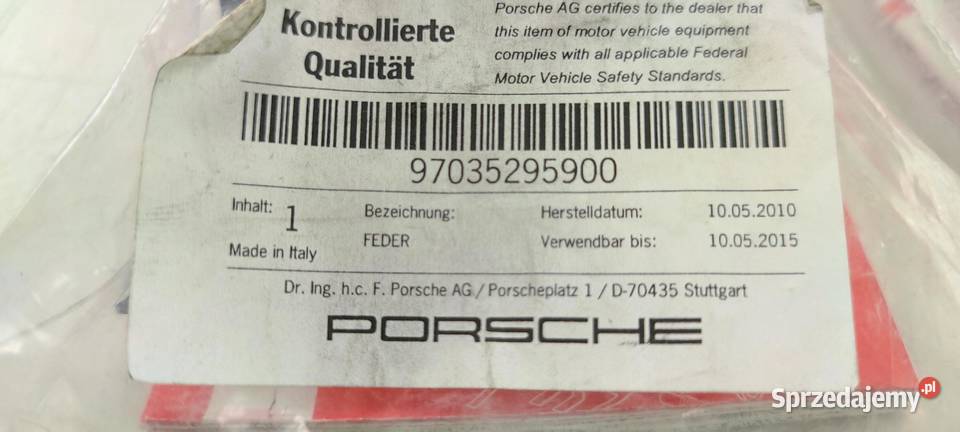 Kontrollierte
Qualität
Porsche AG certifies to the dealer that
this item of motor vehicle equipment
complies with all applicable Federal
Motor Vehicle Safety Standards.
97035295900
Inhalt: 1
Made in Italy
Bezeichnung:
FEDER
Herstelldatum: 10.05.2010
Verwendbar bis: 10.05.2015
Dr. Ing. h.c. F. Porsche AG / Porscheplatz 1 / D-70435 Stuttgart
PORSCHE
Sprzedajemy.pl